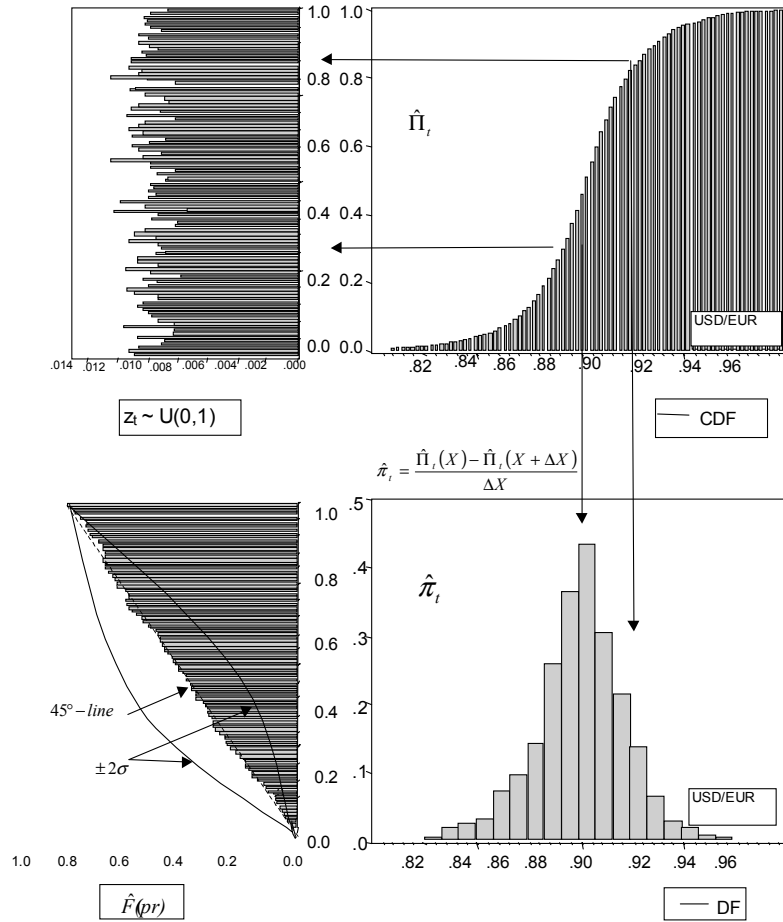 1.0 1.0
0.8 0.8
Π̂t
0.6 0.6
0.4 0.4
0.2 0.2
0.0 0.0
USD/EUR
.014 .012 .010 .008 .006 .004 .002 .000
.82 .84 .86 .88 .90 .92 .94 .96
zt ~ U(0,1)
CDF
π̂t = Π̂t(X) − Π̂t(X + ΔX) / ΔX
1.0
0.8
0.6
0.4
0.2
0.0
45° – line
± 2σ
1.0 0.8 0.6 0.4 0.2 0.0
F̂(pr)
.5
.4
.3
.2
.1
.0
π̂t
USD/EUR
.82 .84 .86 .88 .90 .92 .94 .96
DF